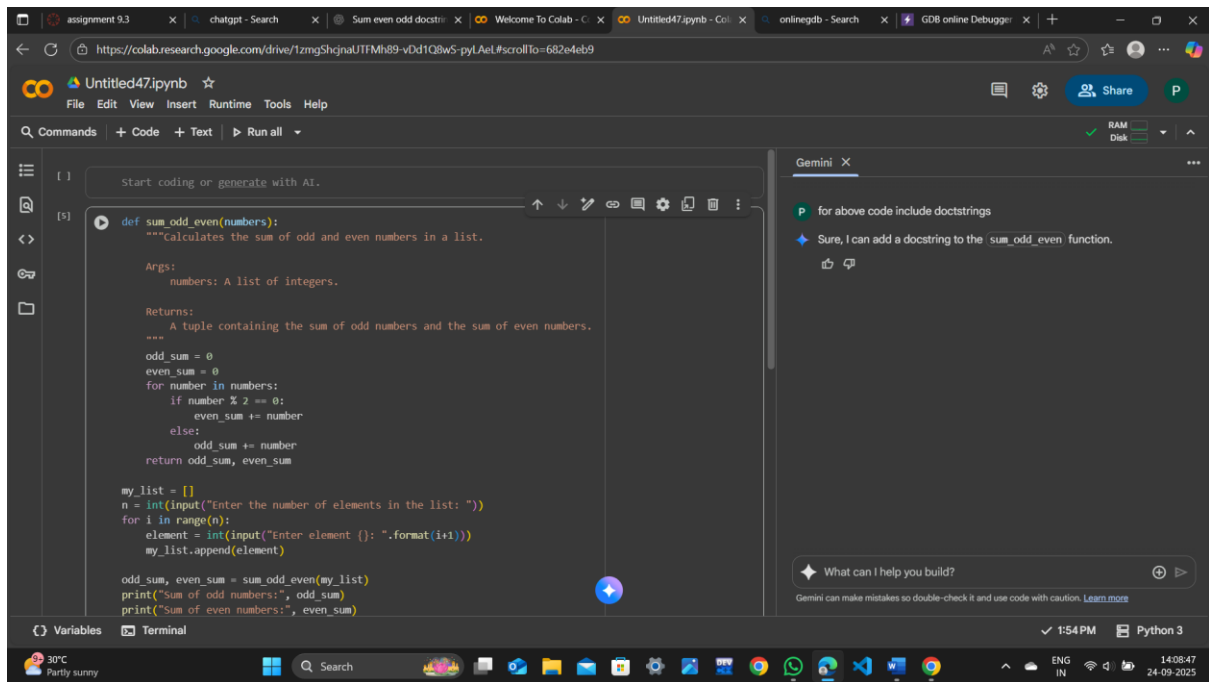 assignment 9.3
chatgpt - Search
Sum even odd docstrin
Welcome To Colab - C
Untitled47.ipynb - Col
onlinegdb - Search
GDB online Debugger
https://colab.research.google.com/drive/1zmgShcjnaUTFMh89-vDd1Q8wS-pyLAeL#scrollTo=682e4eb9
Untitled47.ipynb
File Edit View Insert Runtime Tools Help
Share
P
Commands + Code + Text Run all
RAM
Disk
[ ]
Start coding or generate with AI.
[5]
def sum_odd_even(numbers):
"""Calculates the sum of odd and even numbers in a list.
Args:
numbers: A list of integers.
Returns:
A tuple containing the sum of odd numbers and the sum of even numbers.
"""
odd_sum = 0
even_sum = 0
for number in numbers:
if number % 2 == 0:
even_sum += number
else:
odd_sum += number
return odd_sum, even_sum
my_list = []
n = int(input("Enter the number of elements in the list: "))
for i in range(n):
element = int(input("Enter element {}: ".format(i+1)))
my_list.append(element)
odd_sum, even_sum = sum_odd_even(my_list)
print("Sum of odd numbers:", odd_sum)
print("Sum of even numbers:", even_sum)
Gemini
P
for above code include doctstrings
Sure, I can add a docstring to the sum_odd_even function.
What can I help you build?
Gemini can make mistakes so double-check it and use code with caution. Learn more
{} Variables Terminal
1:54 PM Python 3
9+
30°C
Partly sunny
Search
DEV
ENG
IN
14:08:47
24-09-2025